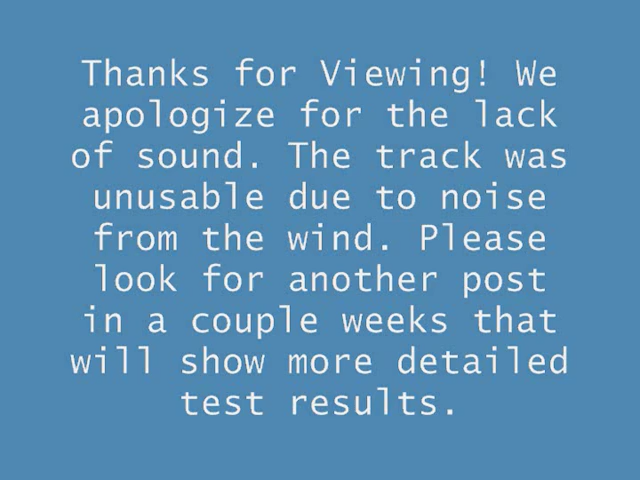 Thanks for Viewing! We
apologize for the lack
of sound. The track was
unusable due to noise
from the wind. Please
look for another post
in a couple weeks that
will show more detailed
test results.